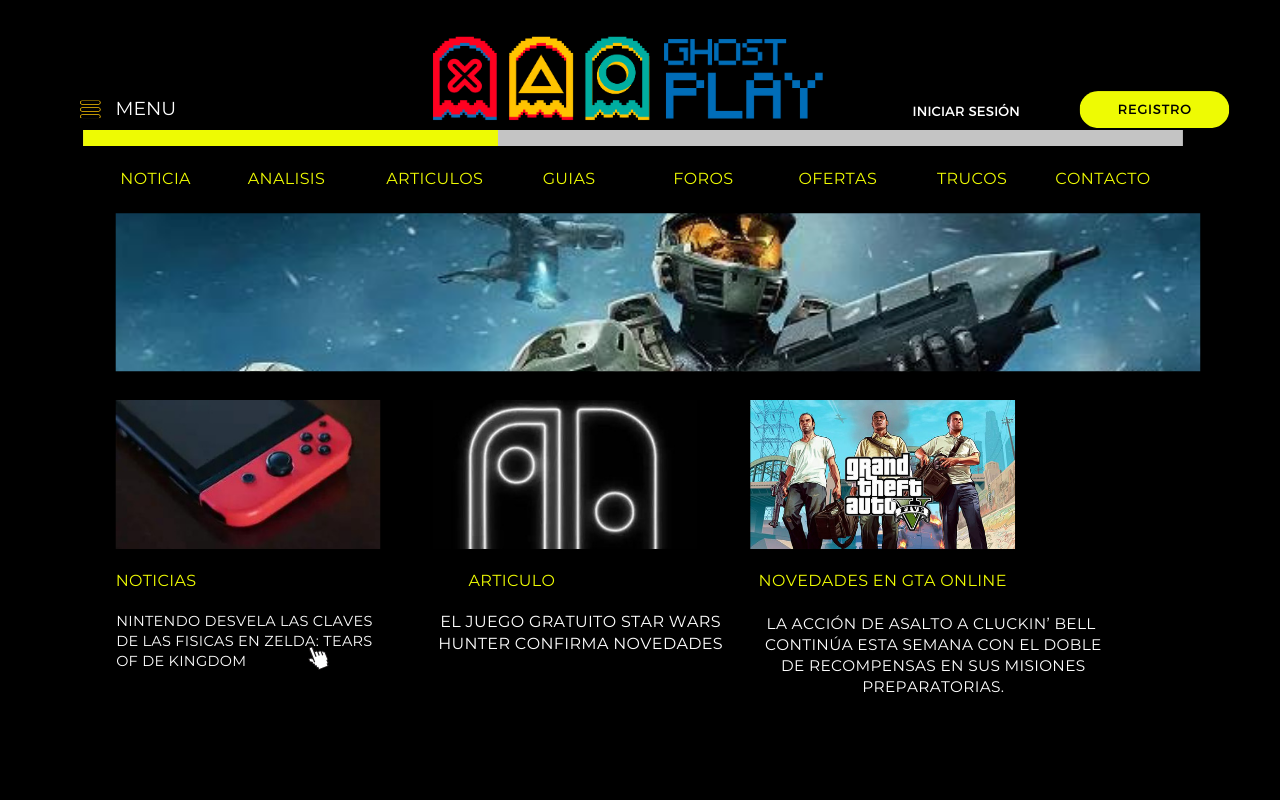 GHOST
PLAY
MENU
INICIAR SESIÓN
REGISTRO
NOTICIA
ANALISIS
ARTICULOS
GUIAS
FOROS
OFERTAS
TRUCOS
CONTACTO
grand
theft
auto
FIVE
NOTICIAS
NINTENDO DESVELA LAS CLAVES
DE LAS FISICAS EN ZELDA: TEARS
OF DE KINGDOM
ARTICULO
EL JUEGO GRATUITO STAR WARS
HUNTER CONFIRMA NOVEDADES
NOVEDADES EN GTA ONLINE
LA ACCIÓN DE ASALTO A CLUCKIN’ BELL
CONTINÚA ESTA SEMANA CON EL DOBLE
DE RECOMPENSAS EN SUS MISIONES
PREPARATORIAS.